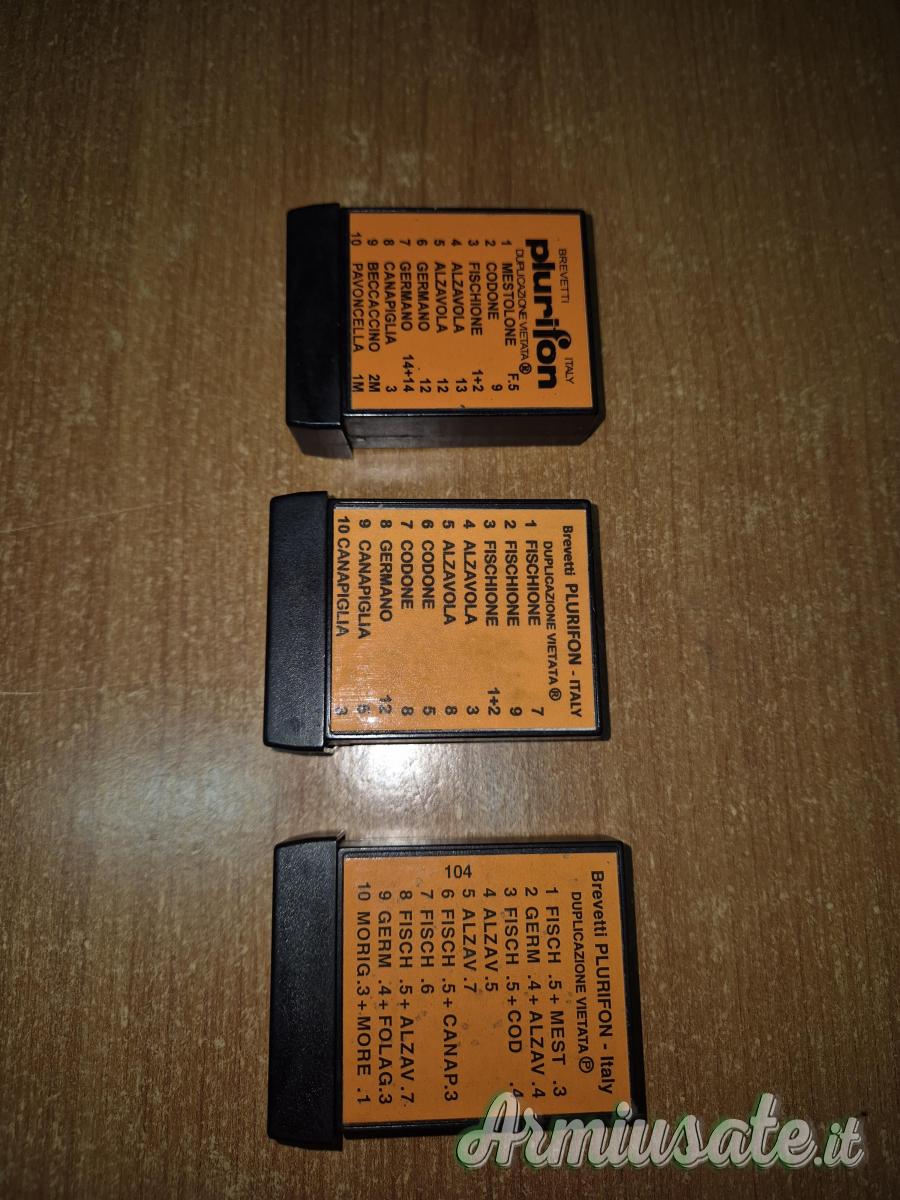 BREVETTI ITALY
plurifon
DUPLICAZIONE VIETATA ®
1 MESTOLONE F.5
2 CODONE 9
3 FISCHIONE 1+2
4 ALZAVOLA 13
5 ALZAVOLA 12
6 GERMANO 12
7 GERMANO 14+14
8 CANAPIGLIA 3
9 BECCACCINO 2M
10 PAVONCELLA 1M
Brevetti PLURIFON - ITALY
DUPLICAZIONE VIETATA ®
1 FISCHIONE 7
2 FISCHIONE 9
3 FISCHIONE 1+2
4 ALZAVOLA 3
5 ALZAVOLA 8
6 CODONE 5
7 CODONE 8
8 GERMANO 12
9 CANAPIGLIA 5
10 CANAPIGLIA 3
Brevetti PLURIFON - Italy
DUPLICAZIONE VIETATA Ⓟ
1 FISCH .5+ MEST .3
2 GERM .4+ ALZAV .4
3 FISCH .5+COD .4
4 ALZAV .5
5 ALZAV .7
104
6 FISCH .5+ CANAP.3
7 FISCH .6
8 FISCH .5+ ALZAV .7
9 GERM .4+ FOLAG.3
10 MORIG.3+MORE .1
Armiusate.it